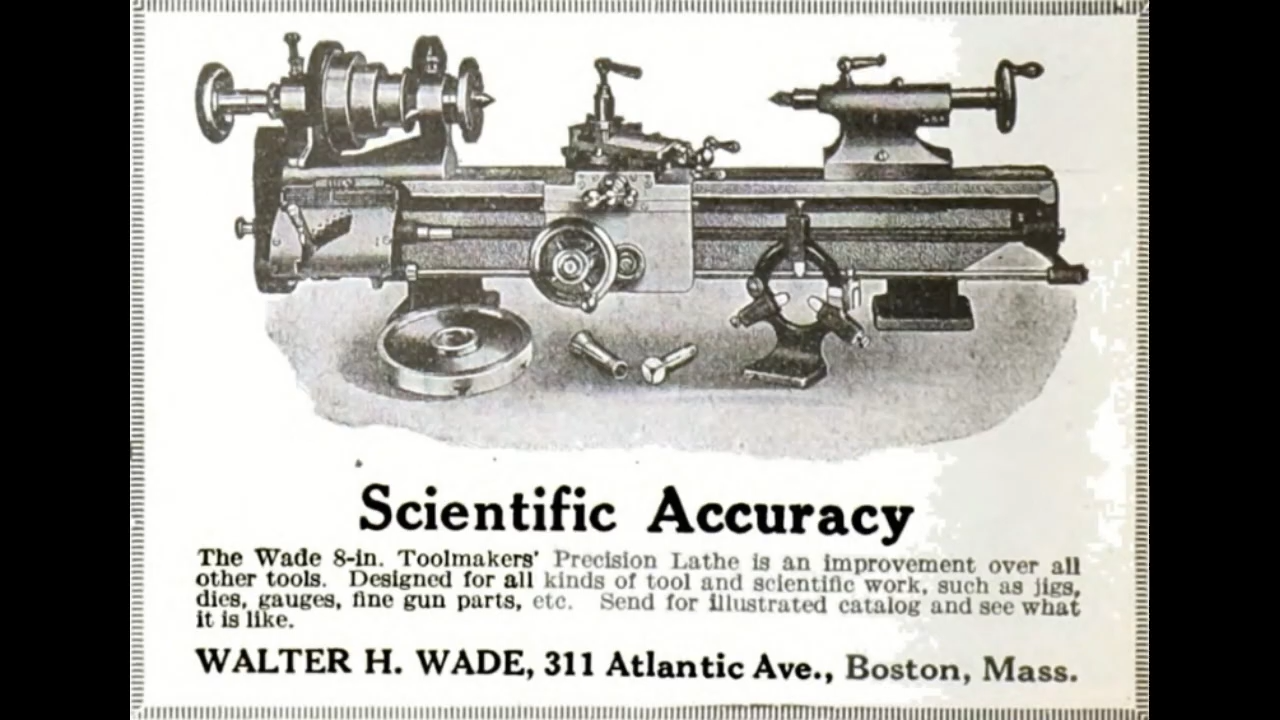 Scientific Accuracy
The Wade 8-in. Toolmakers' Precision Lathe is an improvement over all
other tools. Designed for all kinds of tool and scientific work, such as jigs,
dies, gauges, fine gun parts, etc. Send for illustrated catalog and see what
it is like.
WALTER H. WADE, 311 Atlantic Ave., Boston, Mass.